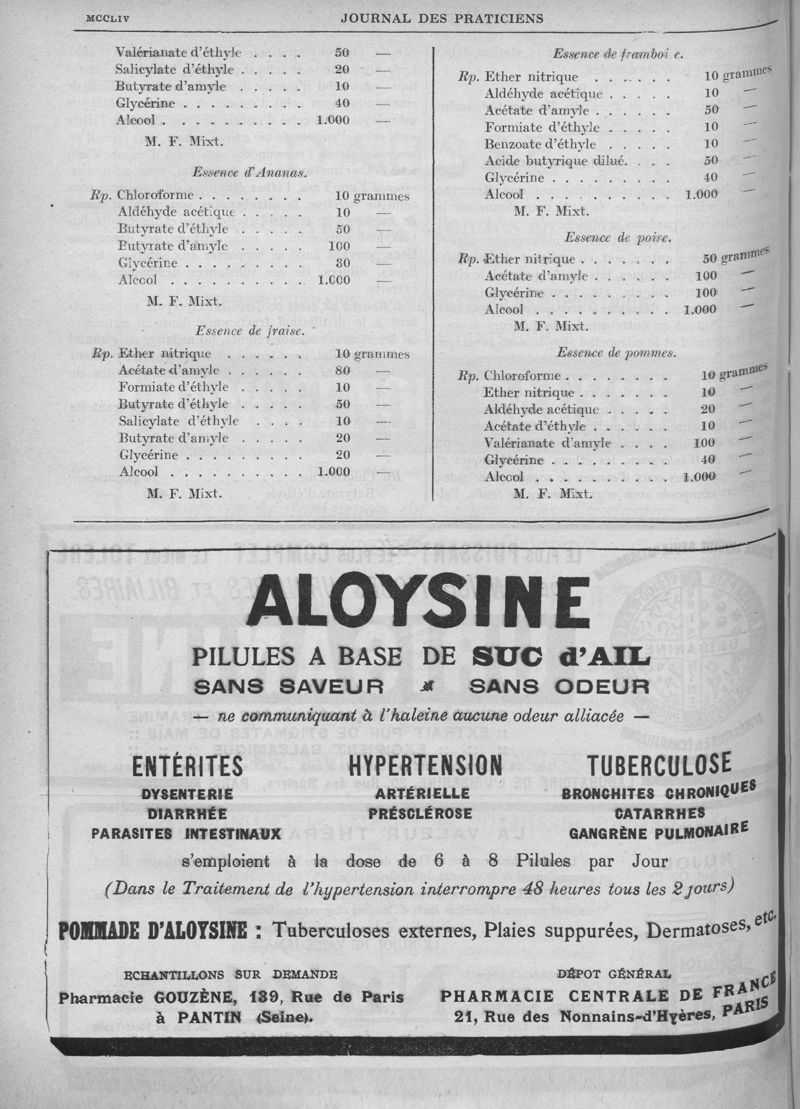 MCCLIV
JOURNAL DES PRATICIENS
Valérianate d'éthyle . . . . 50 —
Salicylate d'éthyle . . . . . 20 —
Butyrate d'amyle . . . . . 10 —
Glycérine . . . . . . . . 40 —
Alcool . . . . . . . . . 1.000 —
M. F. Mixt.
Essence d'Ananas.
Rp. Chloroforme . . . . . . . . 10 grammes
Aldéhyde acétique . . . . . 10 —
Butyrate d'éthyle . . . . . 50 —
Butyrate d'amyle . . . . . 100 —
Glycérine . . . . . . . . 30 —
Alcool . . . . . . . . . 1.000 —
M. F. Mixt.
Essence de fraise.
Rp. Ether nitrique . . . . . . 10 grammes
Acétate d'amyle . . . . . . 80 —
Formiate d'éthyle . . . . . 10 —
Butyrate d'éthyle . . . . . 50 —
Salicylate d'éthyle . . . . 10 —
Butyrate d'amyle . . . . . 20 —
Glycérine . . . . . . . . 20 —
Alcool . . . . . . . . . . 1.000 —
M. F. Mixt.
Essence de framboi e.
Rp. Ether nitrique . . . . . . 10 grammes
Aldéhyde acétique . . . . . 10 —
Acétate d'amyle . . . . . . 50 —
Formiate d'éthyle . . . . . 10 —
Benzoate d'éthyle . . . . . 10 —
Acide butyrique dilué. . . . 50 —
Glycérine . . . . . . . . . 40 —
Alcool . . . . . . . . . . 1.000 —
M. F. Mixt.
Essence de poire.
Rp. Ether nitrique . . . . . . . 50 grammes
Acétate d'amyle . . . . . . 100 —
Glycérine . . . . . . . . . 100 —
Alcool . . . . . . . . . . 1.000 —
M. F. Mixt.
Essence de pommes.
Rp. Chloroforme . . . . . . . . 10 grammes
Ether nitrique . . . . . . . 10 —
Aldéhyde acétique . . . . . 20 —
Acétate d'éthyle . . . . . . 10 —
Valérianate d'amyle . . . . 100 —
Glycérine . . . . . . . . . 40 —
Alcool . . . . . . . . . . 1.000 —
M. F. Mixt.
ALOYSINE
PILULES A BASE DE SUC d'AIL
SANS SAVEUR SANS ODEUR
— ne communiquant à l'haleine aucune odeur alliacée —
ENTÉRITES
DYSENTERIE
DIARRHÉE
PARASITES INTESTINAUX
HYPERTENSION
ARTÉRIELLE
PRÉSCLÉROSE
TUBERCULOSE
BRONCHITES CHRONIQUES
CATARRHES
GANGRÈNE PULMONAIRE
s'emploient à la dose de 6 à 8 Pilules par Jour
(Dans le Traitement de l'hypertension interrompre 48 heures tous les 2 jours)
POMMADE D'ALOYSINE : Tuberculoses externes, Plaies suppurées, Dermatoses, etc.
ECHANTILLONS SUR DEMANDE
Pharmacie GOUZÈNE, 139, Rue de Paris
à PANTIN (Seine).
DÉPOT GÉNÉRAL
PHARMACIE CENTRALE DE FRANCE
21, Rue des Nonnains-d'Hyères, PARIS